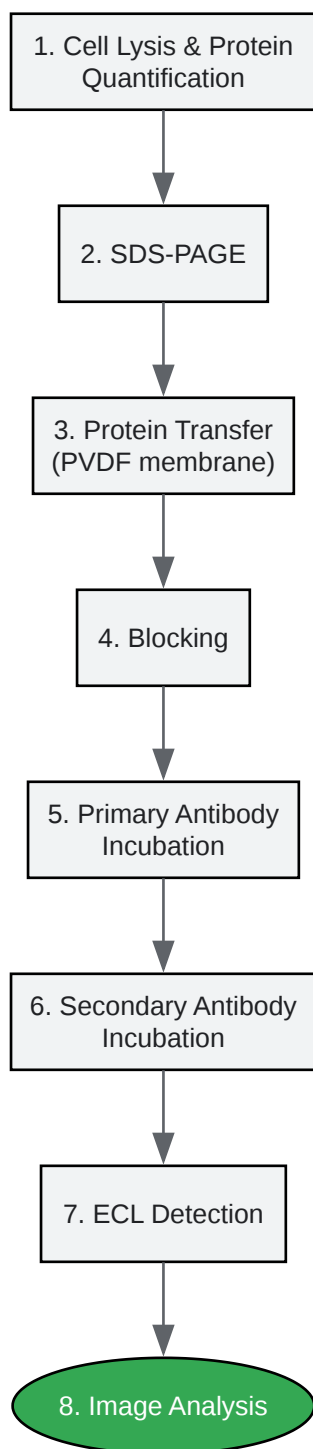 1. Cell Lysis & Protein
Quantification
2. SDS-PAGE
3. Protein Transfer
(PVDF membrane)
4. Blocking
5. Primary Antibody
Incubation
6. Secondary Antibody
Incubation
7. ECL Detection
8. Image Analysis